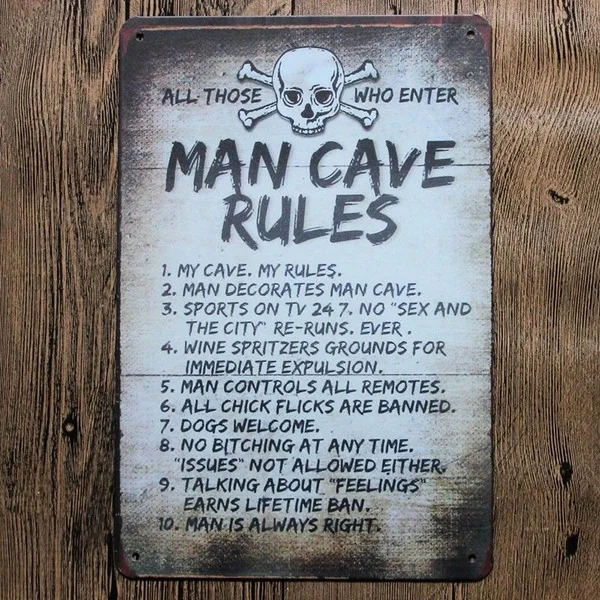 ALL THOSE WHO ENTER
MAN CAVE
RULES
1. MY CAVE. MY RULES.
2. MAN DECORATES MAN CAVE.
3. SPORTS ON TV 24 7. NO "SEX AND
THE CITY" RE-RUNS. EVER .
4. WINE SPRITZERS GROUNDS FOR
IMMEDIATE EXPULSION.
5. MAN CONTROLS ALL REMOTES.
6. ALL CHICK FLICKS ARE BANNED.
7. DOGS WELCOME.
8. NO BITCHING AT ANY TIME.
"ISSUES" NOT ALLOWED EITHER.
9. TALKING ABOUT "FEELINGS"
EARNS LIFETIME BAN.
10. MAN IS ALWAYS RIGHT.